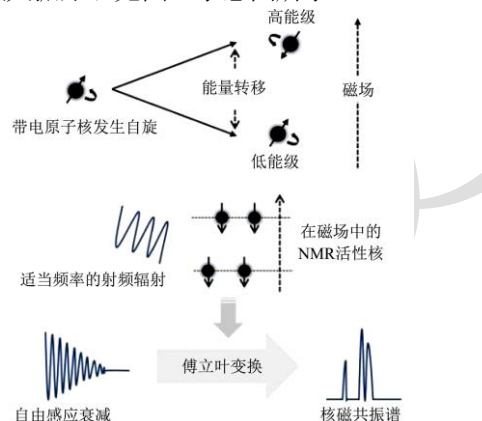 高能级
能量转移
磁场
带电原子核发生自旋
低能级
在磁场中的
NMR活性核
适当频率的射频辐射
傅立叶变换
自由感应衰减
核磁共振谱